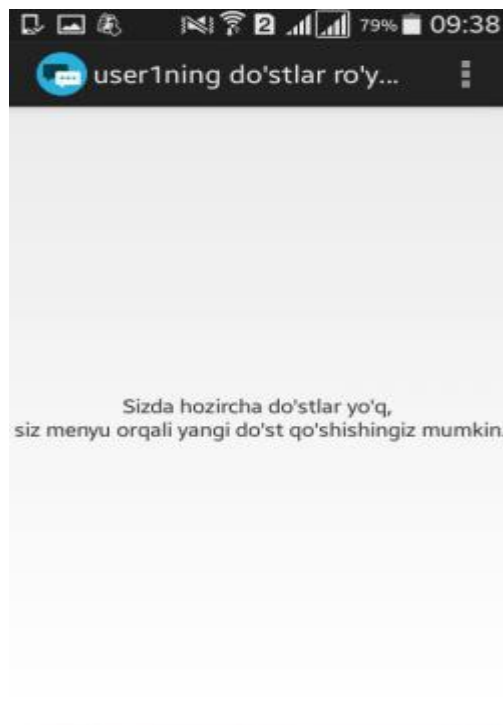 2 79% 09:38
user1ning do'stlar ro'y...
Sizda hozircha do'stlar yo'q,
siz menyu orqali yangi do'st qo'shishingiz mumkin.